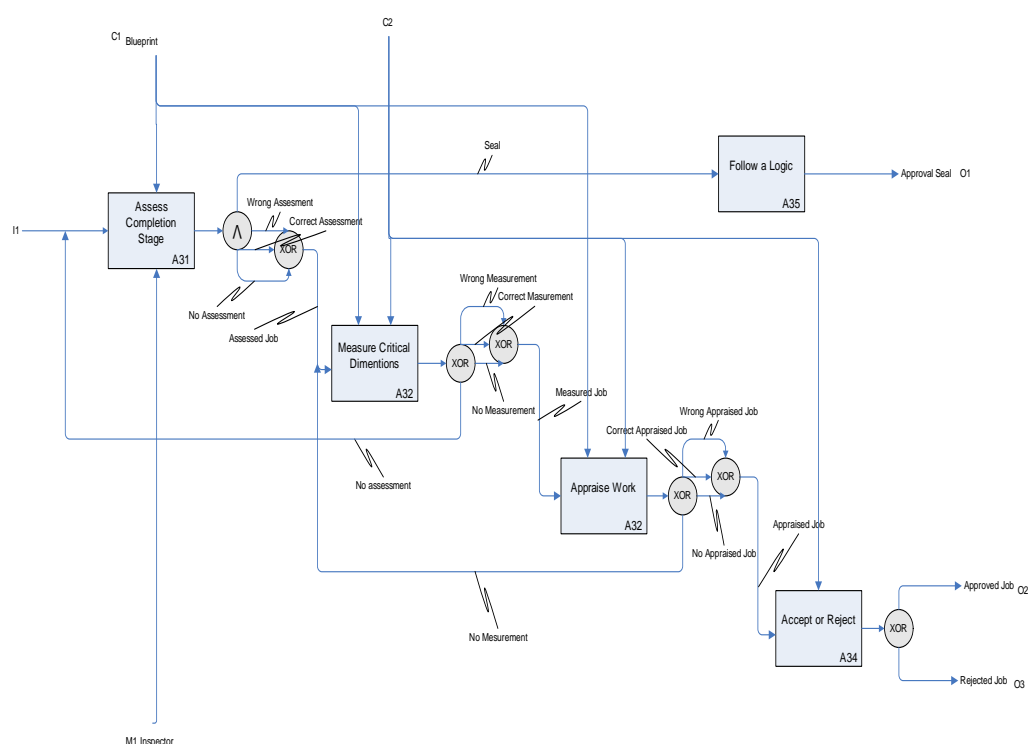 C2
C1 Blueprint
Seal
Follow a Logic
A35
Approval Seal O1
Assess
Completion
Stage
A31
I1
Wrong Assesment
Correct Assessment
Λ
XOR
No Assessment
Assessed Job
Wrong Measurement
Correct Masurement
Measure Critical
Dimentions
A32
XOR
XOR
No Measurement
Measured Job
No assessment
Wrong Appraised Job
Correct Appraised Job
Appraise Work
A32
XOR
XOR
No Appraised Job
Appraised Job
No Mesurement
Accept or Reject
A34
XOR
Approved Job O2
Rejected Job O3
M1 Inspector